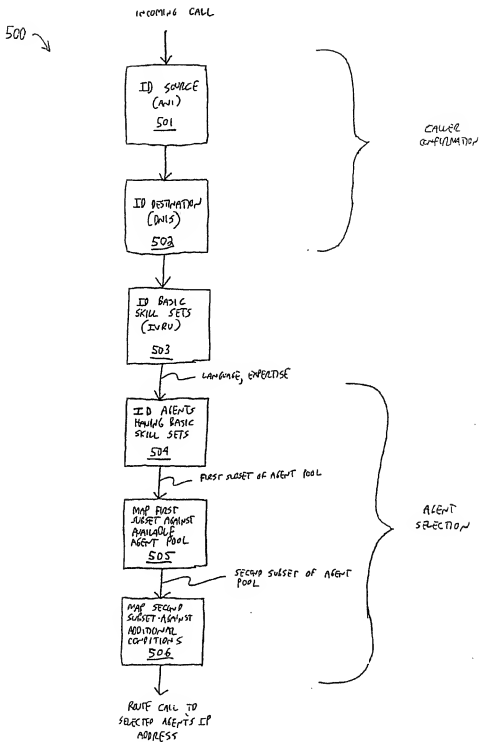 INCOMING CALL
500
ID SOURCE
(ANI)
501
CALLER
CONFIRMATION
ID DESTINATION
(DNIS)
502
ID BASIC
SKILL SETS
(IVRU)
503
LANGUAGE, EXPERTISE
ID AGENTS
HAVING BASIC
SKILL SETS
504
FIRST SUBSET OF AGENT POOL
MAP FIRST
SUBSET AGAINST
AVAILABLE
AGENT POOL
505
AGENT
SELECTION
SECOND SUBSET OF AGENT
POOL
MAP SECOND
SUBSET AGAINST
ADDITIONAL
CONDITIONS
506
ROUTE CALL TO
SELECTED AGENT'S IP
ADDRESS